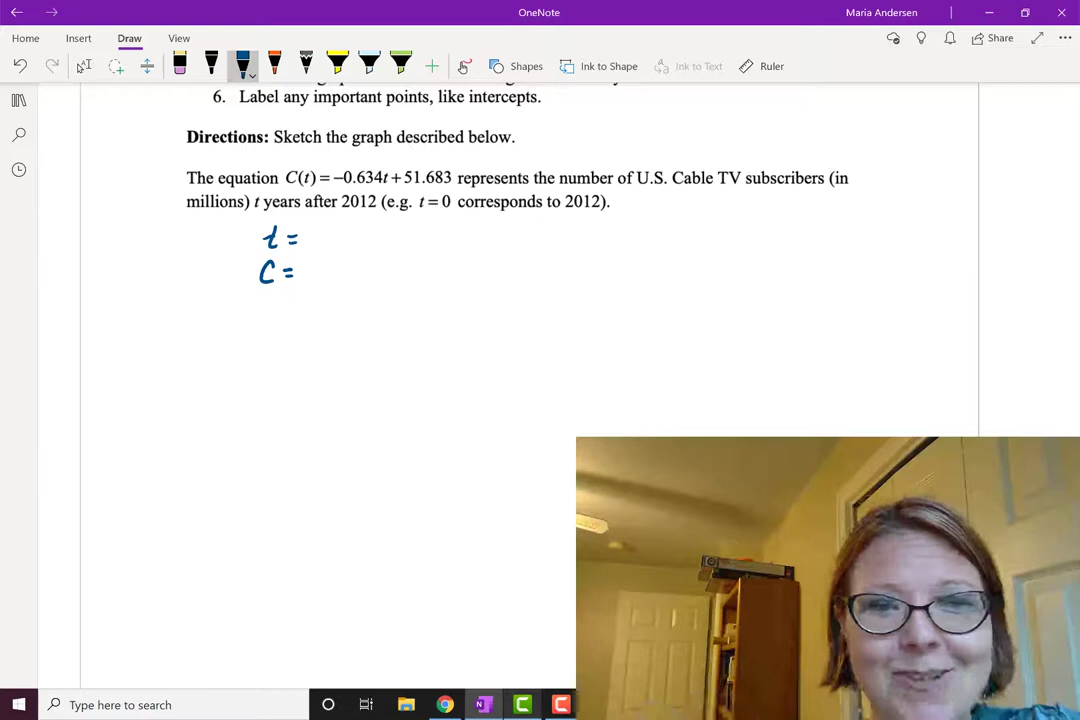 OneNote
Maria Andersen
Home
Insert
Draw
View
Share
Shapes
Ink to Shape
Ink to Text
Ruler
6. Label any important points, like intercepts.
Directions: Sketch the graph described below.
The equation C(t) = −0.634t + 51.683 represents the number of U.S. Cable TV subscribers (in
millions) t years after 2012 (e.g. t = 0 corresponds to 2012).
t =
C =
Type here to search